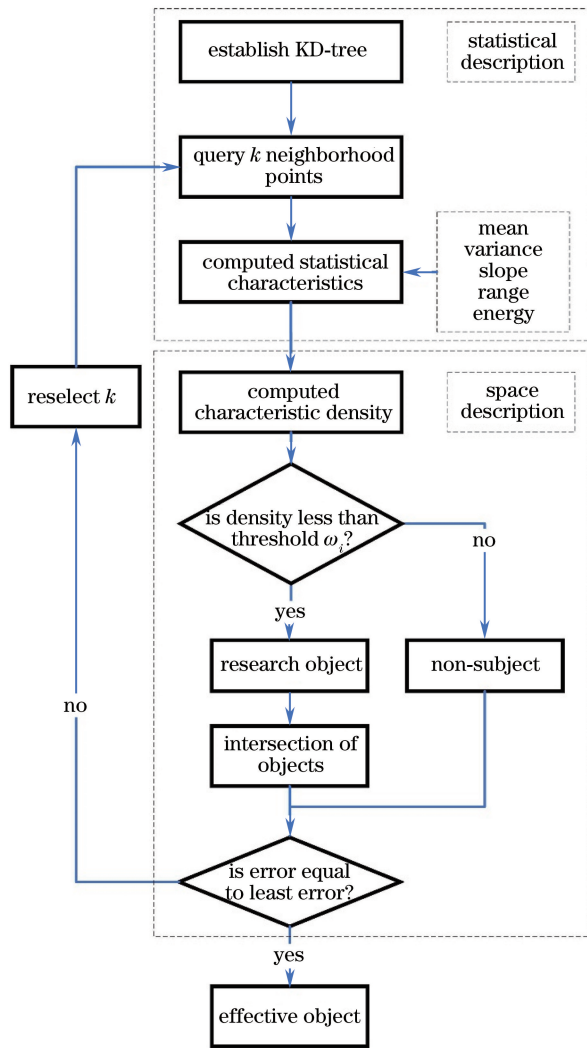 establish KD-tree
statistical
description
query k neighborhood
points
computed statistical
characteristics
mean
variance
slope
range
energy
reselect k
computed
characteristic density
space
description
is density less than
threshold ω_i?
no
yes
research object
non-subject
no
intersection of
objects
is error equal
to least error?
yes
effective object